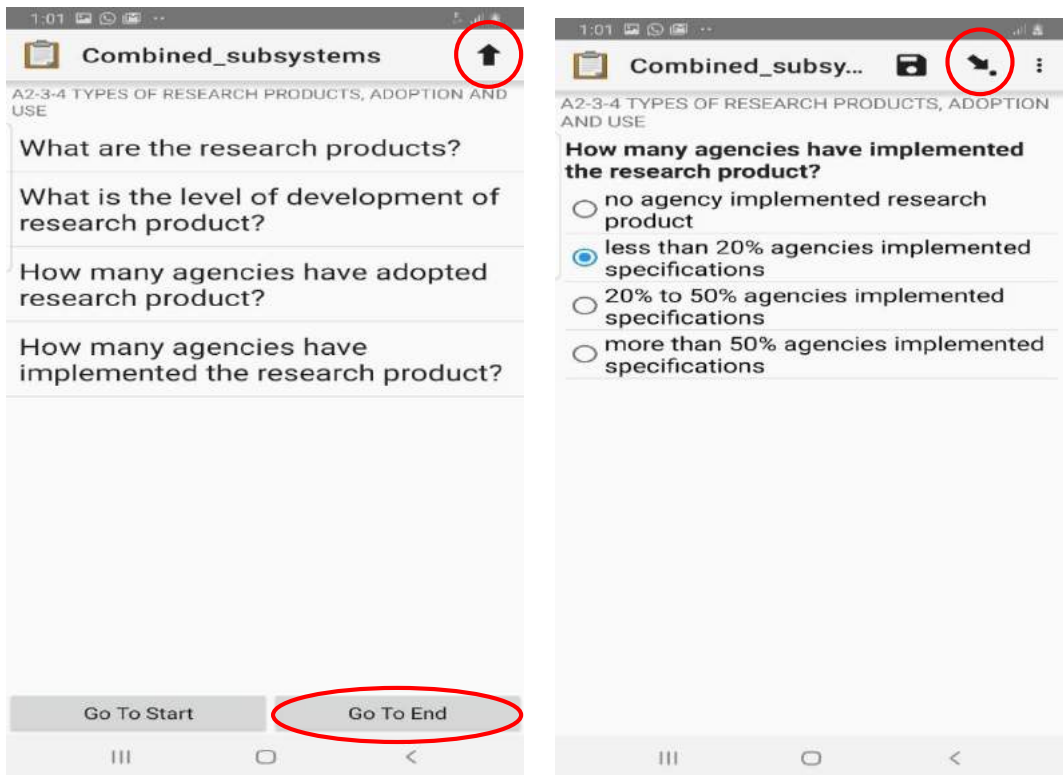 1:01
Combined_subsystems
A2-3-4 TYPES OF RESEARCH PRODUCTS, ADOPTION AND
USE
What are the research products?
What is the level of development of
research product?
How many agencies have adopted
research product?
How many agencies have
implemented the research product?
Go To Start
Go To End
1:01
Combined_subsy...
A2-3-4 TYPES OF RESEARCH PRODUCTS, ADOPTION
AND USE
How many agencies have implemented
the research product?
no agency implemented research
product
less than 20% agencies implemented
specifications
20% to 50% agencies implemented
specifications
more than 50% agencies implemented
specifications